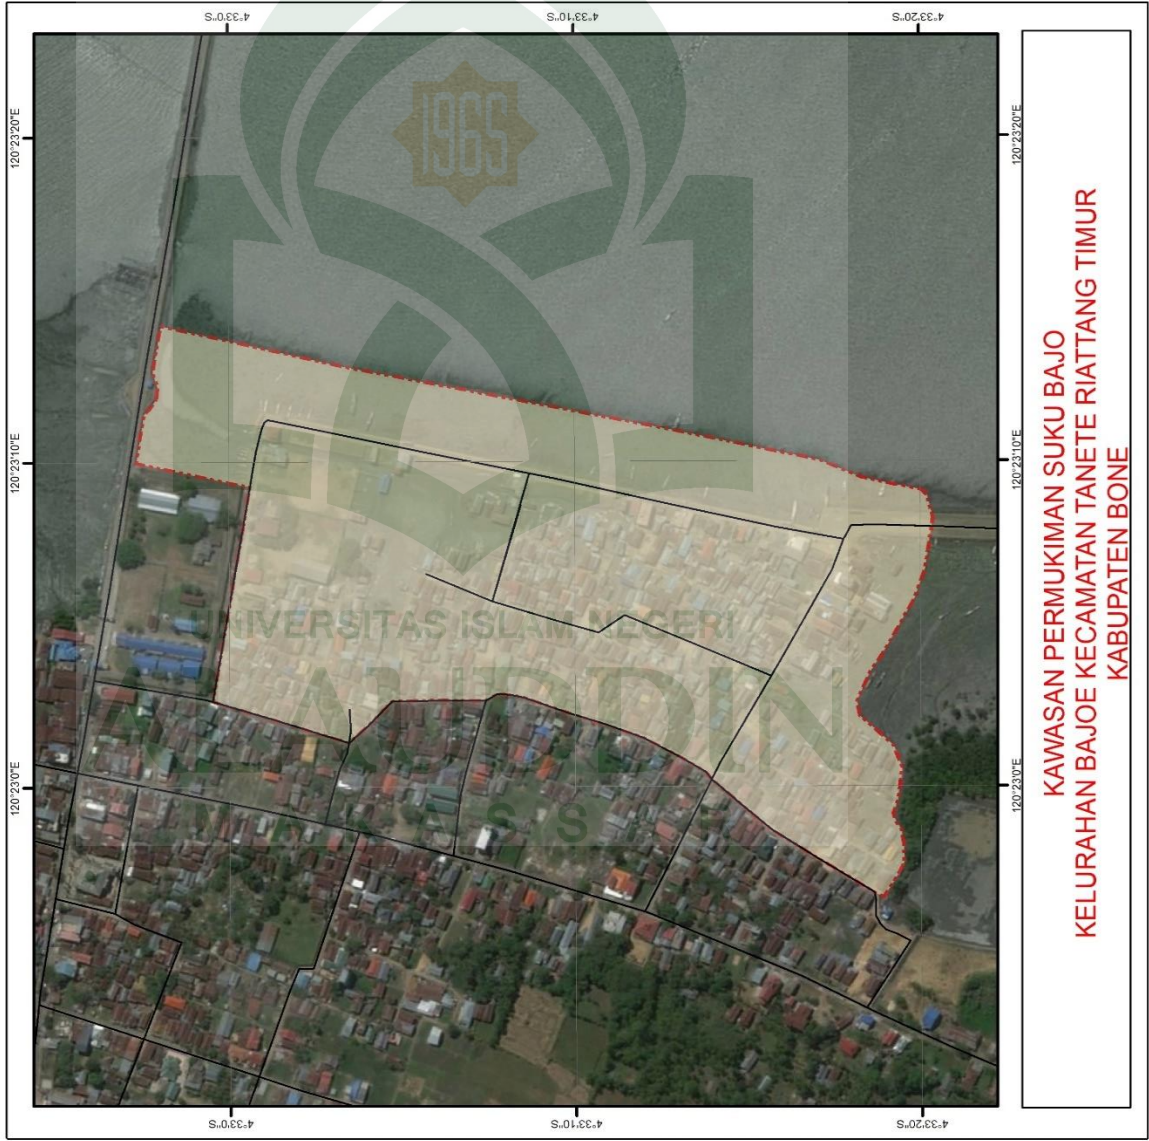 KAWASAN PERMUKIMAN SUKU BAJO
KELURAHAN BAJOE KECAMATAN TANETE RIATTANG TIMUR
KABUPATEN BONE
4°33'0"S
4°33'10"S
4°33'20"S
120°23'20"E
120°23'10"E
120°23'0"E
120°23'20"E
120°23'10"E
120°23'0"E
4°33'0"S
4°33'10"S
4°33'20"S
1965
UNIVERSITAS ISLAM NEGERI
ALAUDDIN